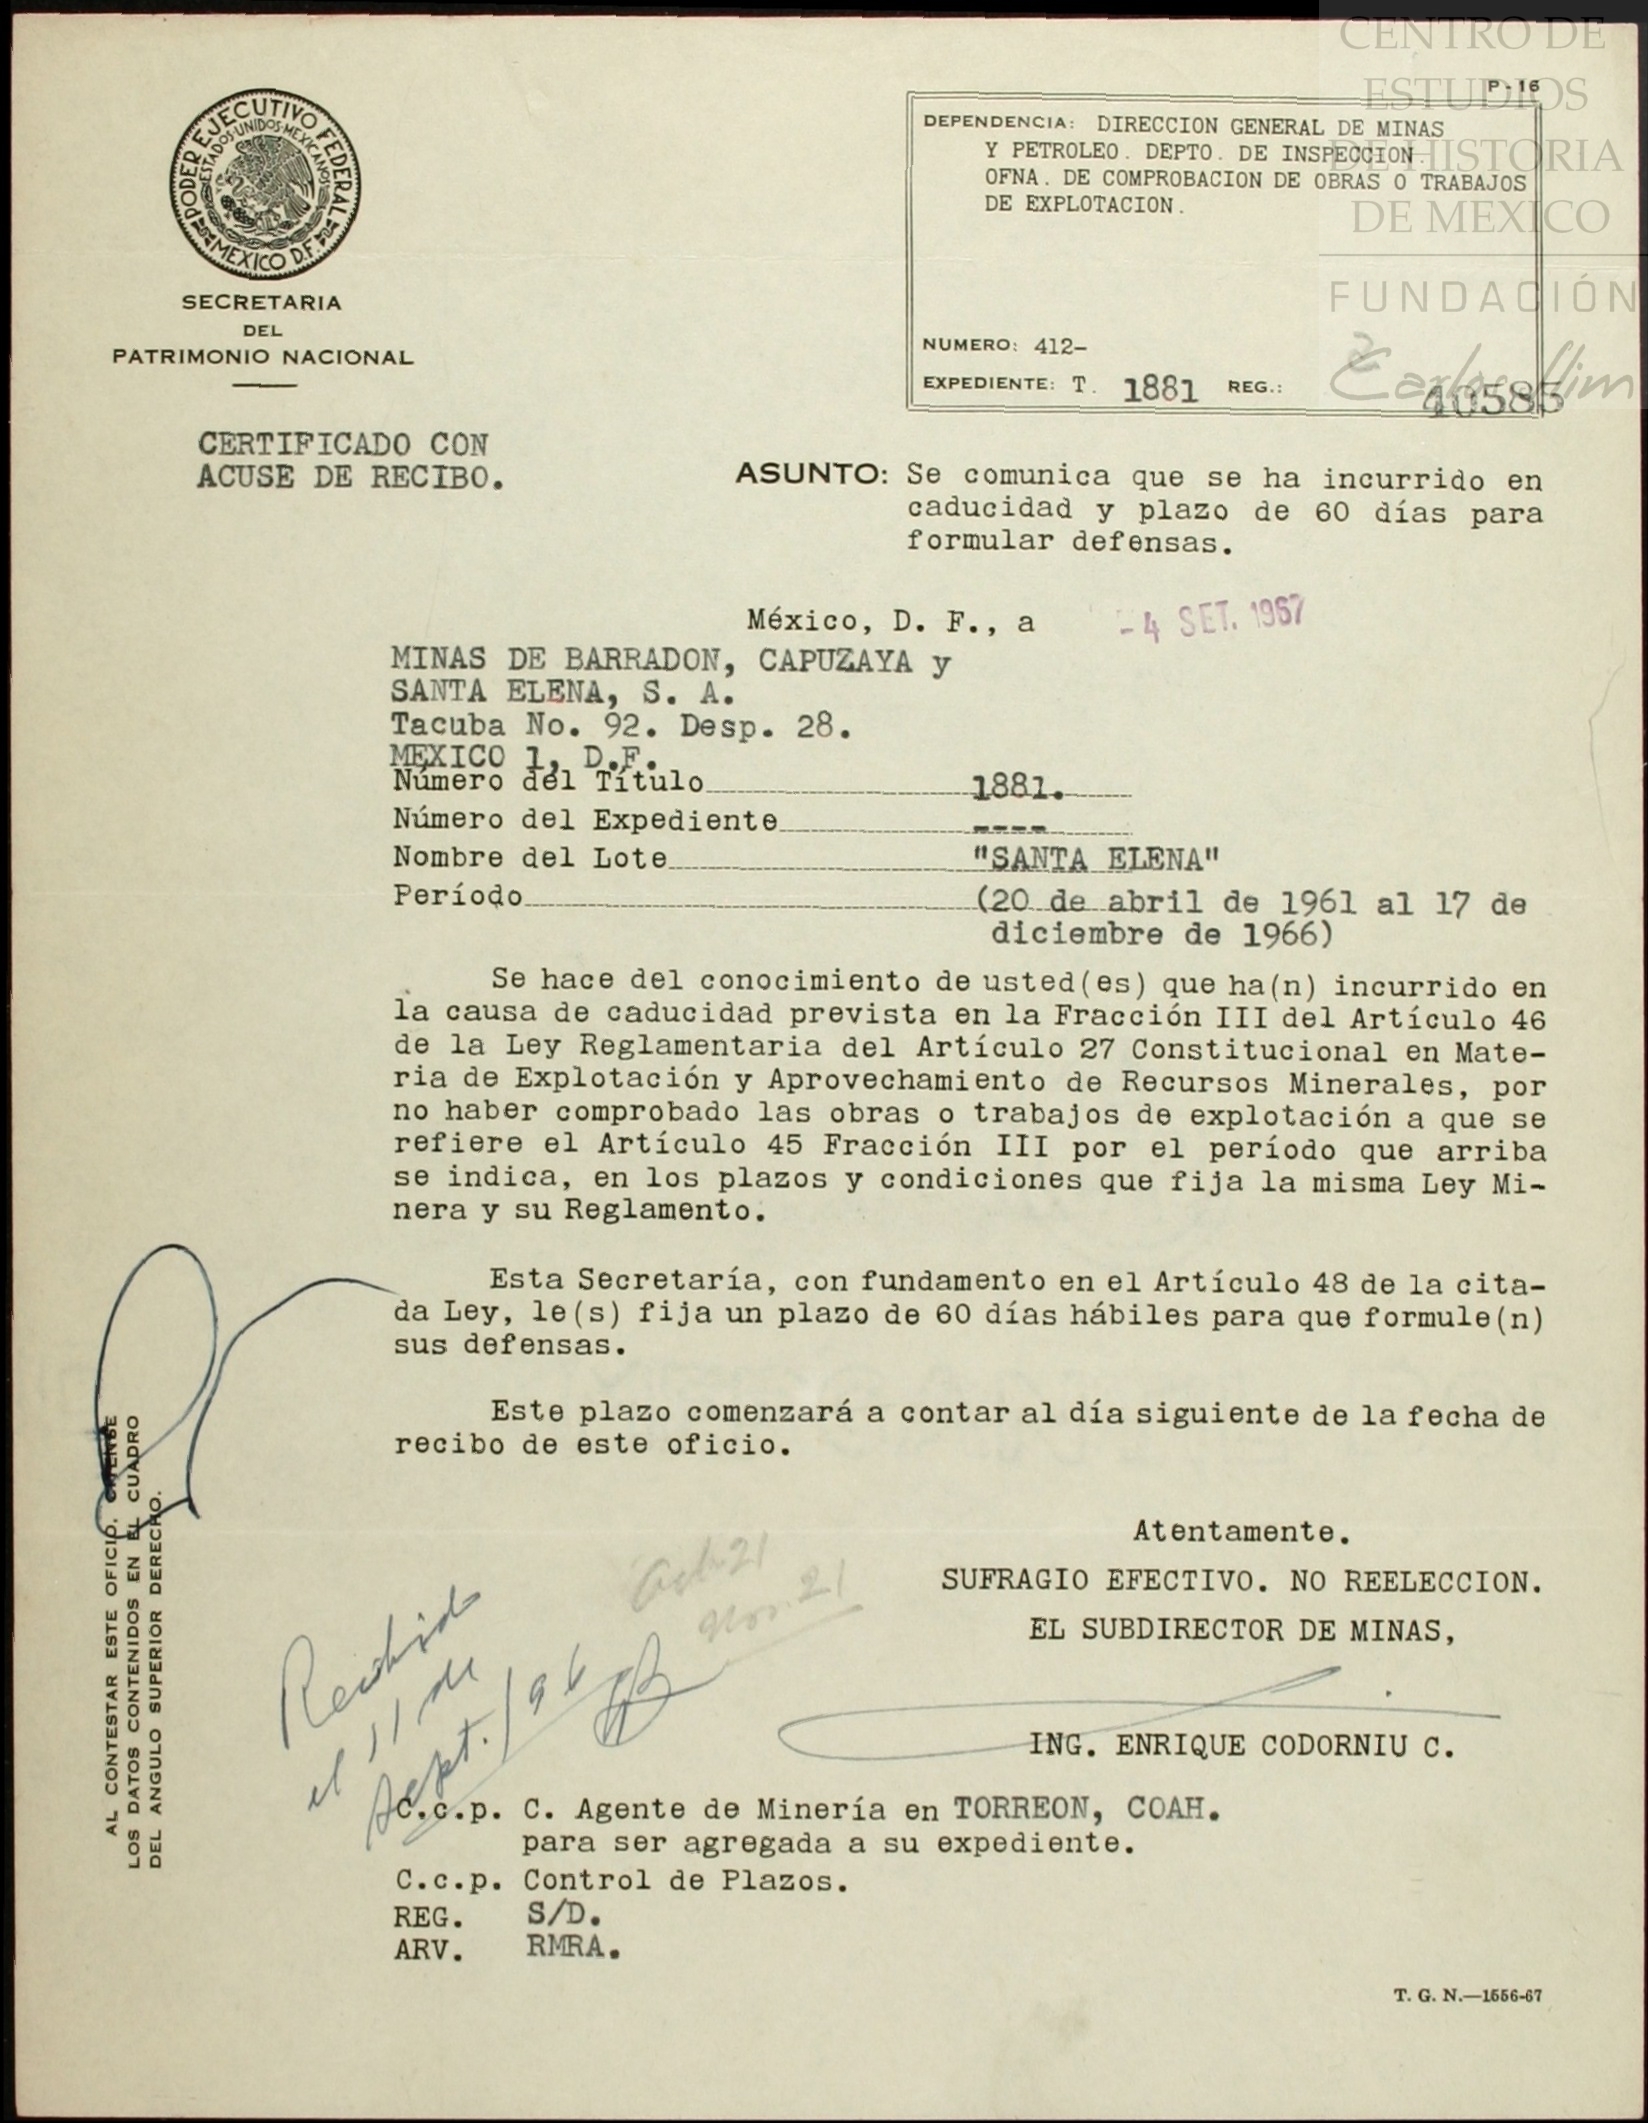 CENTRO DE
ESTUDIOS
DE HISTORIA
DE MEXICO
FUNDACIÓN
Carlos Slim
P-16
PODER EJECUTIVO FEDERAL
ESTADOS·UNIDOS·MEXICANOS
MEXICO D.F.
SECRETARIA
DEL
PATRIMONIO NACIONAL
DEPENDENCIA: DIRECCION GENERAL DE MINAS
Y PETROLEO. DEPTO. DE INSPECCION.
OFNA. DE COMPROBACION DE OBRAS O TRABAJOS
DE EXPLOTACION.
NUMERO: 412-
EXPEDIENTE: T. 1881 REG.: 40585
CERTIFICADO CON
ACUSE DE RECIBO.
ASUNTO: Se comunica que se ha incurrido en
caducidad y plazo de 60 días para
formular defensas.
México, D. F., a - 4 SET. 1967
MINAS DE BARRADON, CAPUZAYA y
SANTA ELENA, S. A.
Tacuba No. 92. Desp. 28.
MEXICO 1, D.F.
Número del Título 1881.
Número del Expediente ----
Nombre del Lote "SANTA ELENA"
Período (20 de abril de 1961 al 17 de
diciembre de 1966)
Se hace del conocimiento de usted(es) que ha(n) incurrido en
la causa de caducidad prevista en la Fracción III del Artículo 46
de la Ley Reglamentaria del Artículo 27 Constitucional en Mate-
ria de Explotación y Aprovechamiento de Recursos Minerales, por
no haber comprobado las obras o trabajos de explotación a que se
refiere el Artículo 45 Fracción III por el período que arriba
se indica, en los plazos y condiciones que fija la misma Ley Mi-
nera y su Reglamento.
Esta Secretaría, con fundamento en el Artículo 48 de la cita-
da Ley, le(s) fija un plazo de 60 días hábiles para que formule(n)
sus defensas.
Este plazo comenzará a contar al día siguiente de la fecha de
recibo de este oficio.
Atentamente.
SUFRAGIO EFECTIVO. NO REELECCION.
EL SUBDIRECTOR DE MINAS,
ING. ENRIQUE CODORNIU C.
Oct. 21
Nov. 21
Recibido
el 11 de
Sept./96
C.c.p. C. Agente de Minería en TORREON, COAH.
para ser agregada a su expediente.
C.c.p. Control de Plazos.
REG. S/D.
ARV. RMRA.
AL CONTESTAR ESTE OFICIO, CITENSE
LOS DATOS CONTENIDOS EN EL CUADRO
DEL ANGULO SUPERIOR DERECHO.
T. G. N.—1556-67